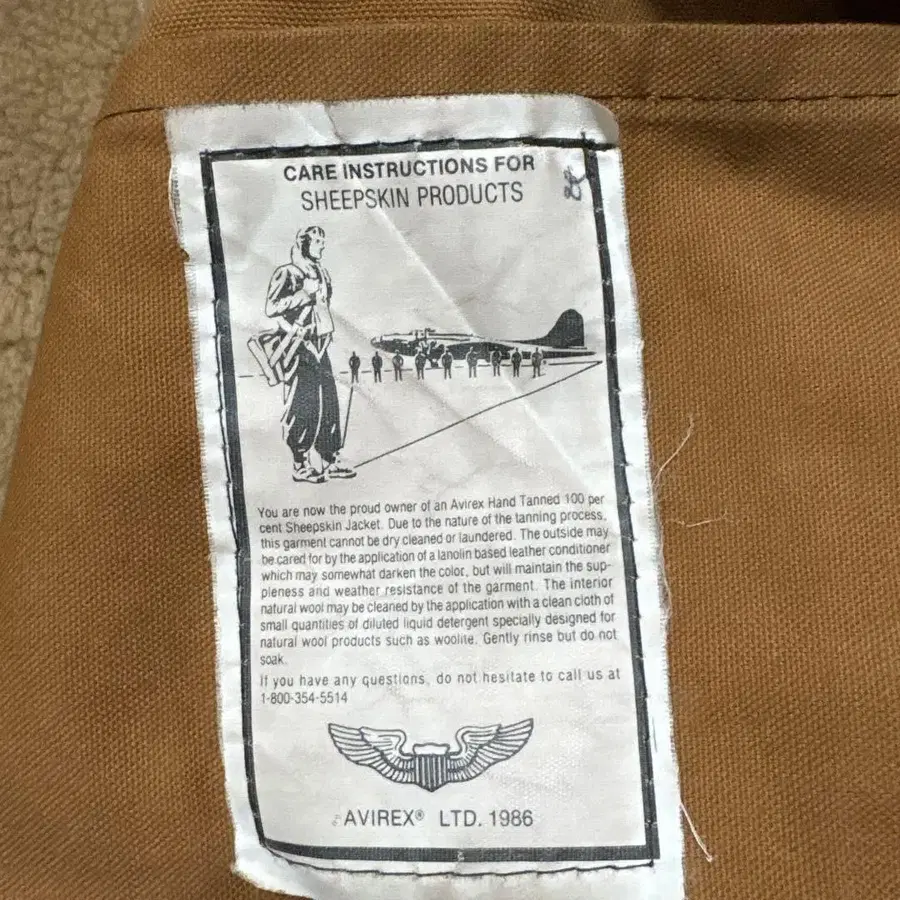 CARE INSTRUCTIONS FOR
SHEEPSKIN PRODUCTS
You are now the proud owner of an Avirex Hand Tanned 100 per
cent Sheepskin Jacket. Due to the nature of the tanning process,
this garment cannot be dry cleaned or laundered. The outside may
be cared for by the application of a lanolin based leather conditioner
which may somewhat darken the color, but will maintain the sup-
pleness and weather resistance of the garment. The interior
natural wool may be cleaned by the application with a clean cloth of
small quantities of diluted liquid detergent specially designed for
natural wool products such as woolite. Gently rinse but do not
soak.
If you have any questions, do not hesitate to call us at
1-800-354-5514
AVIREX® LTD. 1986